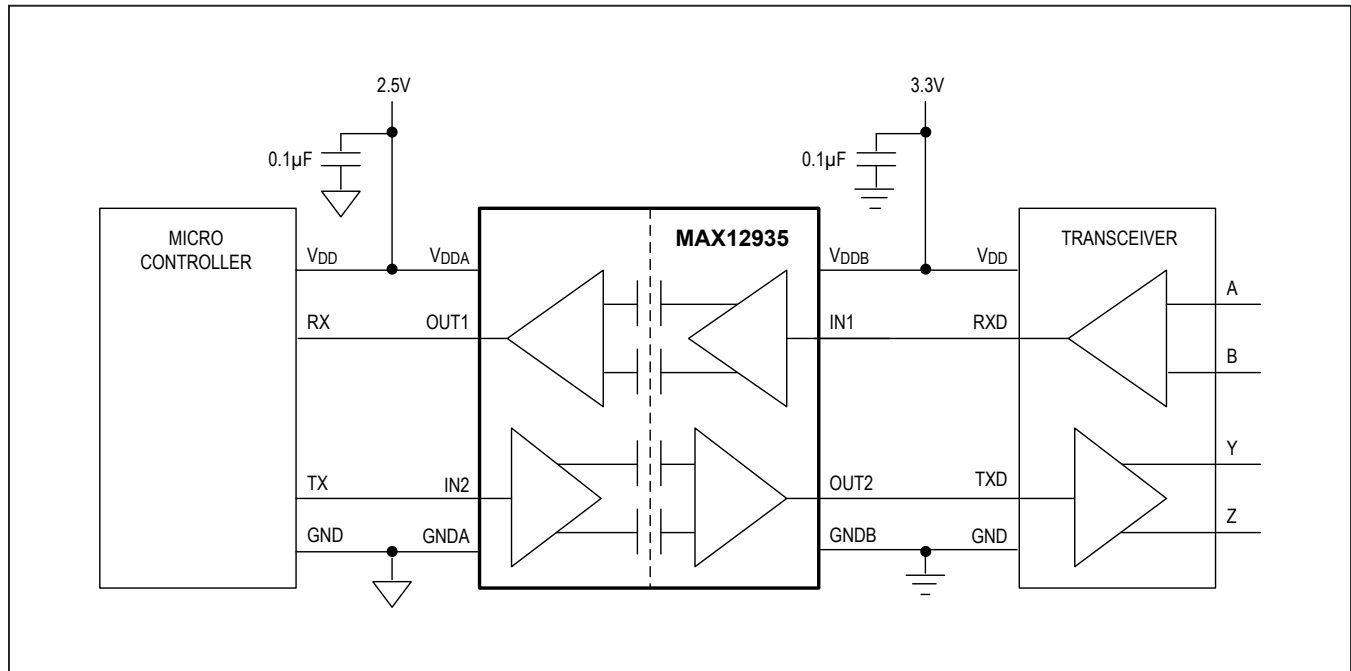 2.5V
3.3V
0.1µF
0.1µF
MICRO
CONTROLLER
VDD
VDDA
MAX12935
VDDB
VDD
TRANSCEIVER
RX
OUT1
IN1
RXD
A
B
TX
IN2
OUT2
TXD
Y
Z
GND
GNDA
GNDB
GND